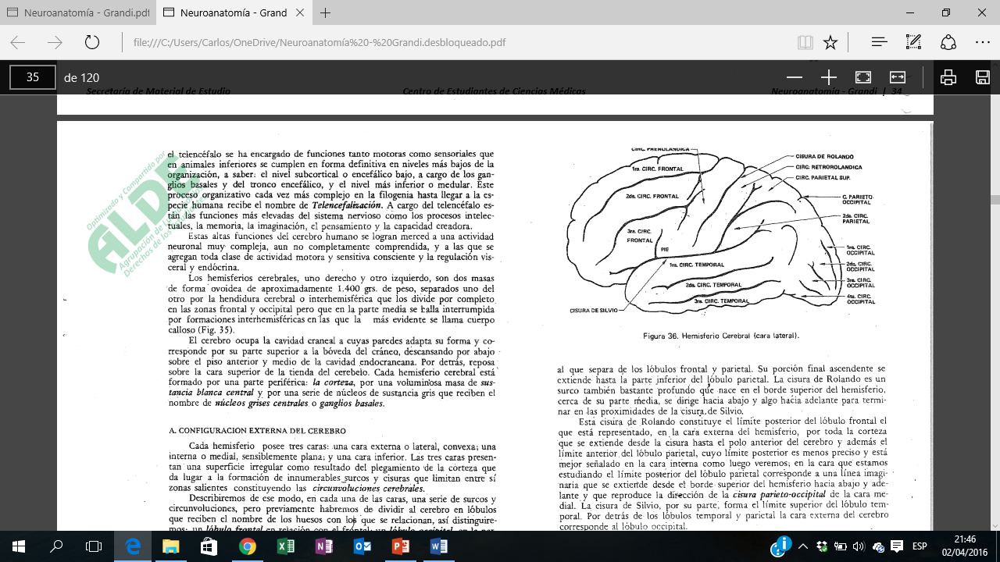 Neuroanatomía - Grandi.de
file:///C:/Users/Carlos/OneDrive/Neuroanatomía%20-%20Grandi.desbloqueado.pdf
35 de 120
Secretaría de Material de Estudio
Centro de Estudiantes de Ciencias Médicas
Neuroanatomía - Grandi | 34
el telencéfalo se ha encargado de funciones tanto motoras como sensoriales que
en animales inferiores se cumplen en forma definitiva en niveles más bajos de la
organización, a saber: el nivel subcortical o encefálico bajo, a cargo de los gan-
glios basales y del tronco encefálico, y el nivel más inferior o medular. Este
proceso organizativo cada vez más complejo en la filogenia hasta llegar a la es-
pecie humana recibe el nombre de Telencefalización. A cargo del telencéfalo es-
tán las funciones más elevadas del sistema nervioso como los procesos intelec-
tuales, la memoria, la imaginación, el pensamiento y la capacidad creadora.
Estas altas funciones del cerebro humano se logran merced a una actividad
neuronal muy compleja, aun no completamente comprendida, y a las que se
agregan toda clase de actividad motora y sensitiva consciente y la regulación vis-
ceral y endócrina.
Los hemisferios cerebrales, uno derecho y otro izquierdo, son dos masas
de forma ovoidea de aproximadamente 1.400 grs. de peso, separados uno del
otro por la hendidura cerebral o interhemisférica que los divide por completo
en las zonas frontal y occipital pero que en la parte media se halla interrumpida
por formaciones interhemisféricas en las que la más evidente se llama cuerpo
calloso (Fig. 35).
El cerebro ocupa la cavidad craneal a cuyas paredes adapta su forma y co-
rresponde por su parte superior a la bóveda del cráneo, descansando por abajo
sobre el piso anterior y medio de la cavidad endocraneana. Por detrás, reposa
sobre la cara superior de la tienda del cerebelo. Cada hemisferio cerebral está
formado por una parte periférica: la corteza, por una voluminosa masa de sus-
tancia blanca central y por una serie de núcleos de sustancia gris que reciben el
nombre de núcleos grises centrales o ganglios basales.
A. CONFIGURACION EXTERNA DEL CEREBRO
Cada hemisferio posee tres caras: una cara externa o lateral, convexa; una
interna o medial, sensiblemente plana; y una cara inferior. Las tres caras presen-
tan una superficie irregular como resultado del plegamiento de la corteza que
da lugar a la formación de innumerables surcos y cisuras que limitan entre sí
zonas salientes constituyendo las circunvoluciones cerebrales.
Describiremos de ese modo, en cada una de las caras, una serie de surcos y
circunvoluciones, pero previamente habremos de dividir al cerebro en lóbulos
que reciben el nombre de los huesos con los que se relacionan, así distinguire-
mos: un lóbulo frontal en relación con el frontal; un lóbulo occipital, en la par-
Optimizado y Compartido por
ALDE
Agrupación de
Derechos de los
CIRC. PRERROLANDICA
1ra. CIRC. FRONTAL
2da. CIRC. FRONTAL
3ra. CIRC.
FRONTAL
PIE
1ra. CIRC. TEMPORAL
2da. CIRC. TEMPORAL
3ra. CIRC. TEMPORAL
CISURA DE SILVIO
CISURA DE ROLANDO
CIRC. RETROROLANDICA
CIRC. PARIETAL SUP.
C. PARIETO-
OCCIPITAL
2da. CIRC.
PARIETAL
1ra. CIRC.
OCCIPITAL
2da. CIRC.
OCCIPITAL
3ra. CIRC.
OCCIPITAL
4ta. CIRC.
OCCIPITAL
Figura 36. Hemisferio Cerebral (cara lateral).
al que separa de los lóbulos frontal y parietal. Su porción final ascendente se
extiende hasta la parte inferior del lóbulo parietal. La cisura de Rolando es un
surco también bastante profundo que nace en el borde superior del hemisferio,
cerca de su parte media, se dirige hacia abajo y algo hacia adelante para termi-
nar en las proximidades de la cisura de Silvio.
Está cisura de Rolando constituye el límite posterior del lóbulo frontal el
que está representado, en la cara externa del hemisferio, por toda la corteza
que se extiende desde la cisura hasta el polo anterior del cerebro y además el
límite anterior del lóbulo parietal, cuyo límite posterior es menos preciso y está
mejor señalado en la cara interna como luego veremos; en la cara que estamos
estudiando el límite posterior del lóbulo parietal corresponde a una línea imagi-
naria que se extiende desde el borde superior del hemisferio hacia abajo y ade-
lante y que reproduce la dirección de la cisura parieto-occipital de la cara me-
dial. La cisura de Silvio, por su parte, forma el límite superior del lóbulo tem-
poral. Por detrás de los lóbulos temporal y parietal la cara externa del cerebro
corresponde al lóbulo occipital.
ESP
21:46
02/04/2016